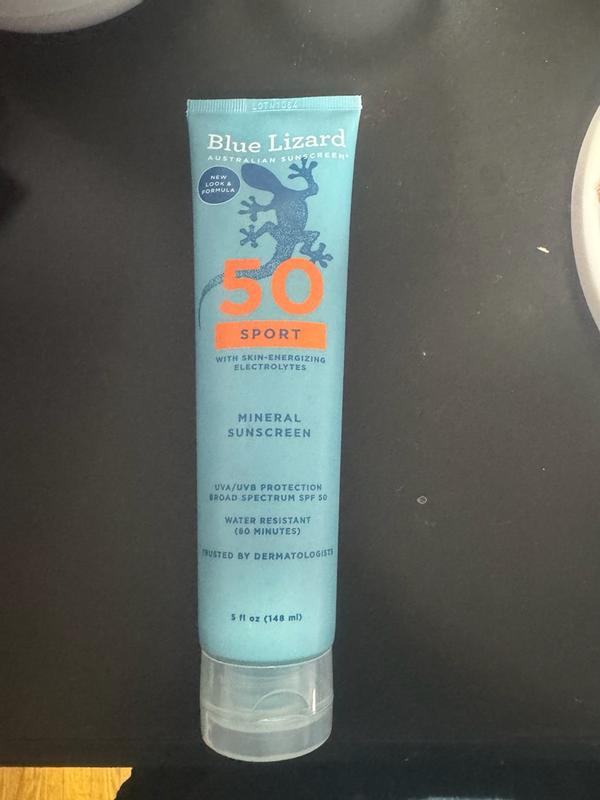 LOTN1064
Blue Lizard
AUSTRALIAN SUNSCREEN®
NEW
LOOK &
FORMULA
50
SPORT
WITH SKIN-ENERGIZING
ELECTROLYTES
MINERAL
SUNSCREEN
UVA/UVB PROTECTION
BROAD SPECTRUM SPF 50
WATER RESISTANT
(80 MINUTES)
TRUSTED BY DERMATOLOGISTS
5 fl oz (148 ml)